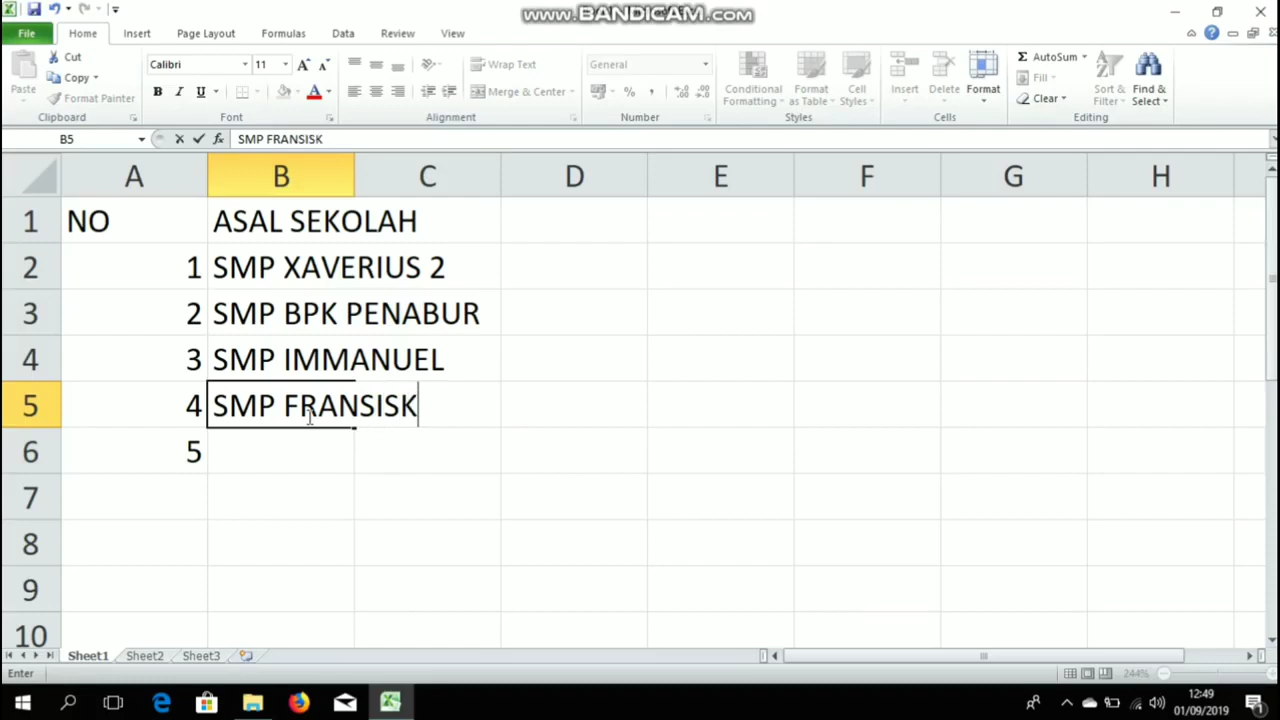 www.BANDICAM.com
File Home Insert Page Layout Formulas Data Review View
Paste
Cut
Copy
Format Painter
Clipboard
Calibri 11
B I U A
Font
Wrap Text
Merge & Center
Alignment
General
%
Number
Conditional Formatting
Format as Table
Cell Styles
Styles
Insert
Delete
Format
Cells
Σ AutoSum
Fill
Clear
Sort & Filter
Find & Select
Editing
B5 fx SMP FRANSISK
A B C D E F G H
1 NO ASAL SEKOLAH
2 1 SMP XAVERIUS 2
3 2 SMP BPK PENABUR
4 3 SMP IMMANUEL
5 4 SMP FRANSISK
6 5
7
8
9
10
Sheet1 Sheet2 Sheet3
Enter 244%
12:49
01/09/2019